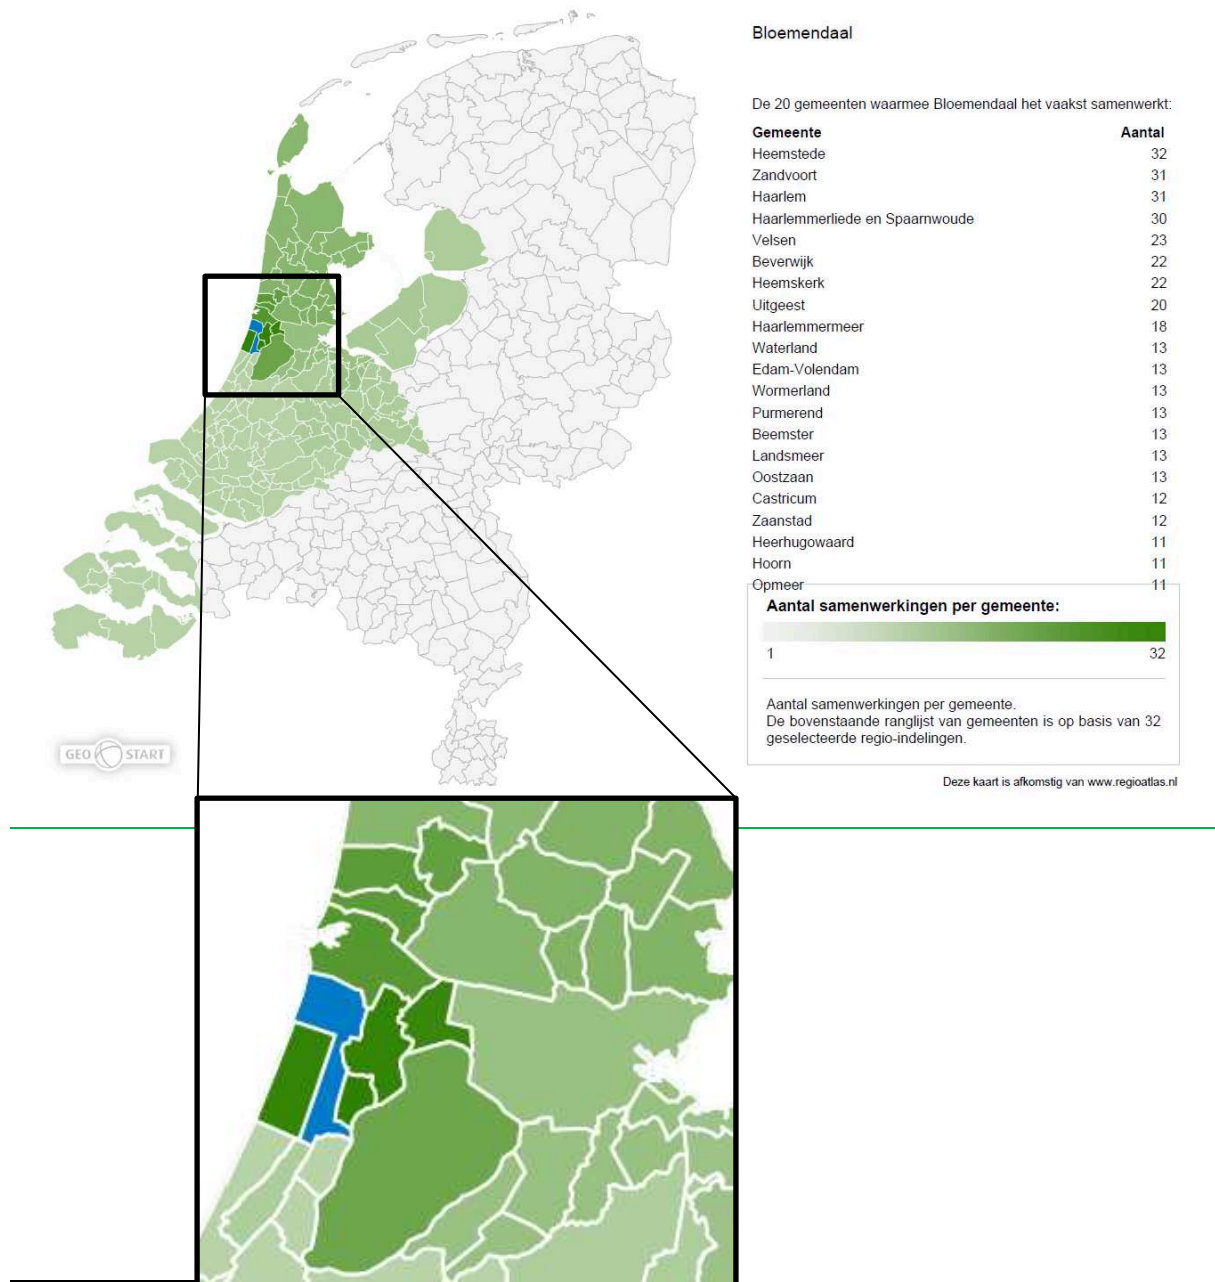 Bloemendaal
De 20 gemeenten waarmee Bloemendaal het vaakst samenwerkt:
Gemeente Aantal
Heemstede 32
Zandvoort 31
Haarlem 31
Haarlemmerliede en Spaarnwoude 30
Velsen 23
Beverwijk 22
Heemskerk 22
Uitgeest 20
Haarlemmermeer 18
Waterland 13
Edam-Volendam 13
Wormerland 13
Purmerend 13
Beemster 13
Landsmeer 13
Oostzaan 13
Castricum 12
Zaanstad 12
Heerhugowaard 11
Hoorn 11
Opmeer 11
Aantal samenwerkingen per gemeente:
1 32
Aantal samenwerkingen per gemeente.
De bovenstaande ranglijst van gemeenten is op basis van 32
geselecteerde regio-indelingen.
GEO START
Deze kaart is afkomstig van www.regioatlas.nl